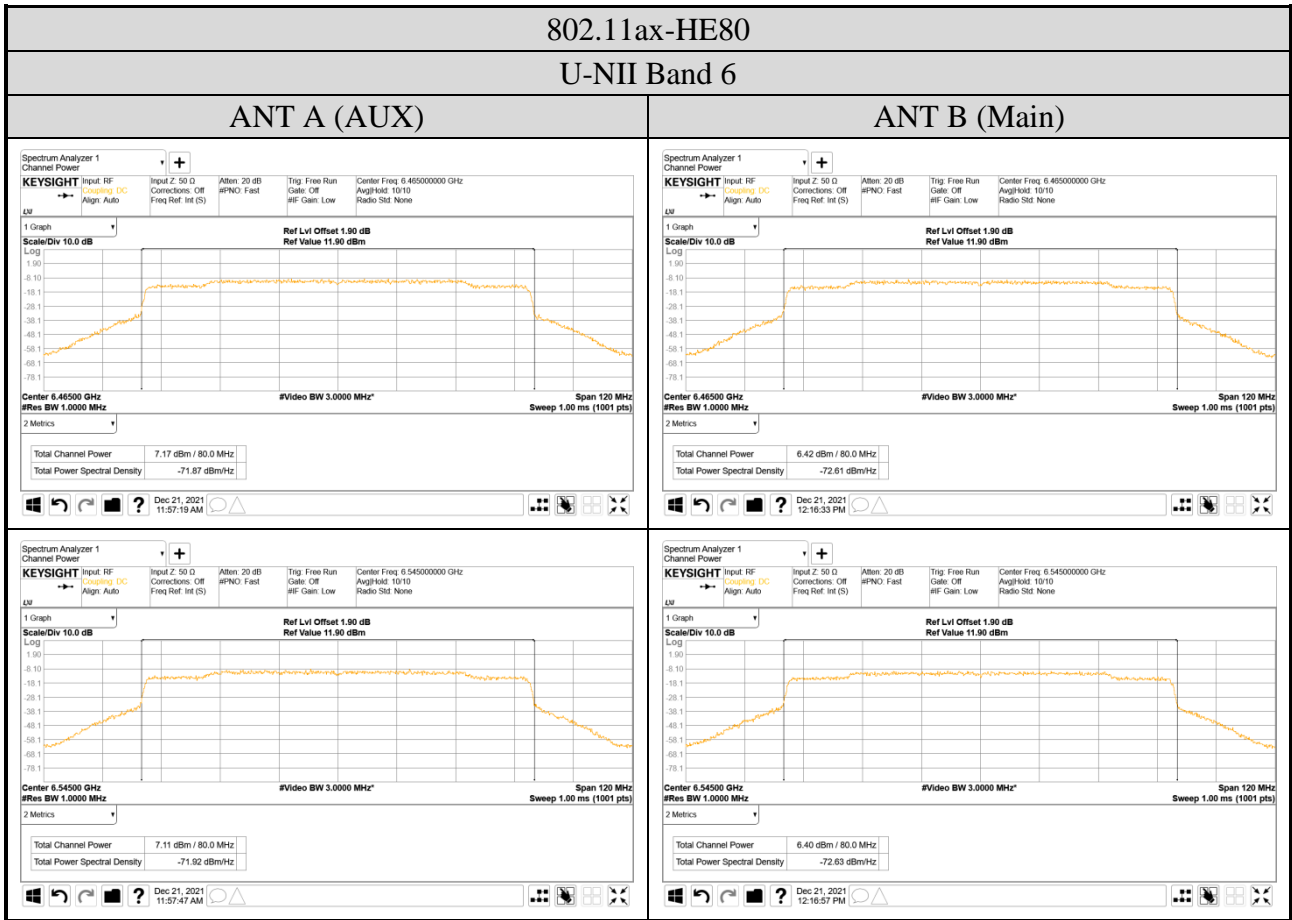 802.11ax-HE80
U-NII Band 6
ANT A (AUX)
ANT B (Main)
Spectrum Analyzer 1
Channel Power
KEYSIGHT
Input: RF
Coupling: DC
Align: Auto
Input Z: 50 Ω
Corrections: Off
Freq Ref: Int (S)
Atten: 20 dB
#PNO: Fast
Trig: Free Run
Gate: Off
#IF Gain: Low
Center Freq: 6.465000000 GHz
Avg|Hold: 10/10
Radio Std: None
LXI
1 Graph
Scale/Div 10.0 dB
Ref Lvl Offset 1.90 dB
Ref Value 11.90 dBm
Log
1.90
-8.10
-18.1
-28.1
-38.1
-48.1
-58.1
-68.1
-78.1
Center 6.46500 GHz
#Res BW 1.0000 MHz
#Video BW 3.0000 MHz*
Span 120 MHz
Sweep 1.00 ms (1001 pts)
2 Metrics
Total Channel Power 7.17 dBm / 80.0 MHz
Total Power Spectral Density -71.87 dBm/Hz
?
Dec 21, 2021
11:57:19 AM
Spectrum Analyzer 1
Channel Power
KEYSIGHT
Input: RF
Coupling: DC
Align: Auto
Input Z: 50 Ω
Corrections: Off
Freq Ref: Int (S)
Atten: 20 dB
#PNO: Fast
Trig: Free Run
Gate: Off
#IF Gain: Low
Center Freq: 6.465000000 GHz
Avg|Hold: 10/10
Radio Std: None
LXI
1 Graph
Scale/Div 10.0 dB
Ref Lvl Offset 1.90 dB
Ref Value 11.90 dBm
Log
1.90
-8.10
-18.1
-28.1
-38.1
-48.1
-58.1
-68.1
-78.1
Center 6.46500 GHz
#Res BW 1.0000 MHz
#Video BW 3.0000 MHz*
Span 120 MHz
Sweep 1.00 ms (1001 pts)
2 Metrics
Total Channel Power 6.42 dBm / 80.0 MHz
Total Power Spectral Density -72.61 dBm/Hz
?
Dec 21, 2021
12:16:33 PM
Spectrum Analyzer 1
Channel Power
KEYSIGHT
Input: RF
Coupling: DC
Align: Auto
Input Z: 50 Ω
Corrections: Off
Freq Ref: Int (S)
Atten: 20 dB
#PNO: Fast
Trig: Free Run
Gate: Off
#IF Gain: Low
Center Freq: 6.545000000 GHz
Avg|Hold: 10/10
Radio Std: None
LXI
1 Graph
Scale/Div 10.0 dB
Ref Lvl Offset 1.90 dB
Ref Value 11.90 dBm
Log
1.90
-8.10
-18.1
-28.1
-38.1
-48.1
-58.1
-68.1
-78.1
Center 6.54500 GHz
#Res BW 1.0000 MHz
#Video BW 3.0000 MHz*
Span 120 MHz
Sweep 1.00 ms (1001 pts)
2 Metrics
Total Channel Power 7.11 dBm / 80.0 MHz
Total Power Spectral Density -71.92 dBm/Hz
?
Dec 21, 2021
11:57:47 AM
Spectrum Analyzer 1
Channel Power
KEYSIGHT
Input: RF
Coupling: DC
Align: Auto
Input Z: 50 Ω
Corrections: Off
Freq Ref: Int (S)
Atten: 20 dB
#PNO: Fast
Trig: Free Run
Gate: Off
#IF Gain: Low
Center Freq: 6.545000000 GHz
Avg|Hold: 10/10
Radio Std: None
LXI
1 Graph
Scale/Div 10.0 dB
Ref Lvl Offset 1.90 dB
Ref Value 11.90 dBm
Log
1.90
-8.10
-18.1
-28.1
-38.1
-48.1
-58.1
-68.1
-78.1
Center 6.54500 GHz
#Res BW 1.0000 MHz
#Video BW 3.0000 MHz*
Span 120 MHz
Sweep 1.00 ms (1001 pts)
2 Metrics
Total Channel Power 6.40 dBm / 80.0 MHz
Total Power Spectral Density -72.63 dBm/Hz
?
Dec 21, 2021
12:16:57 PM